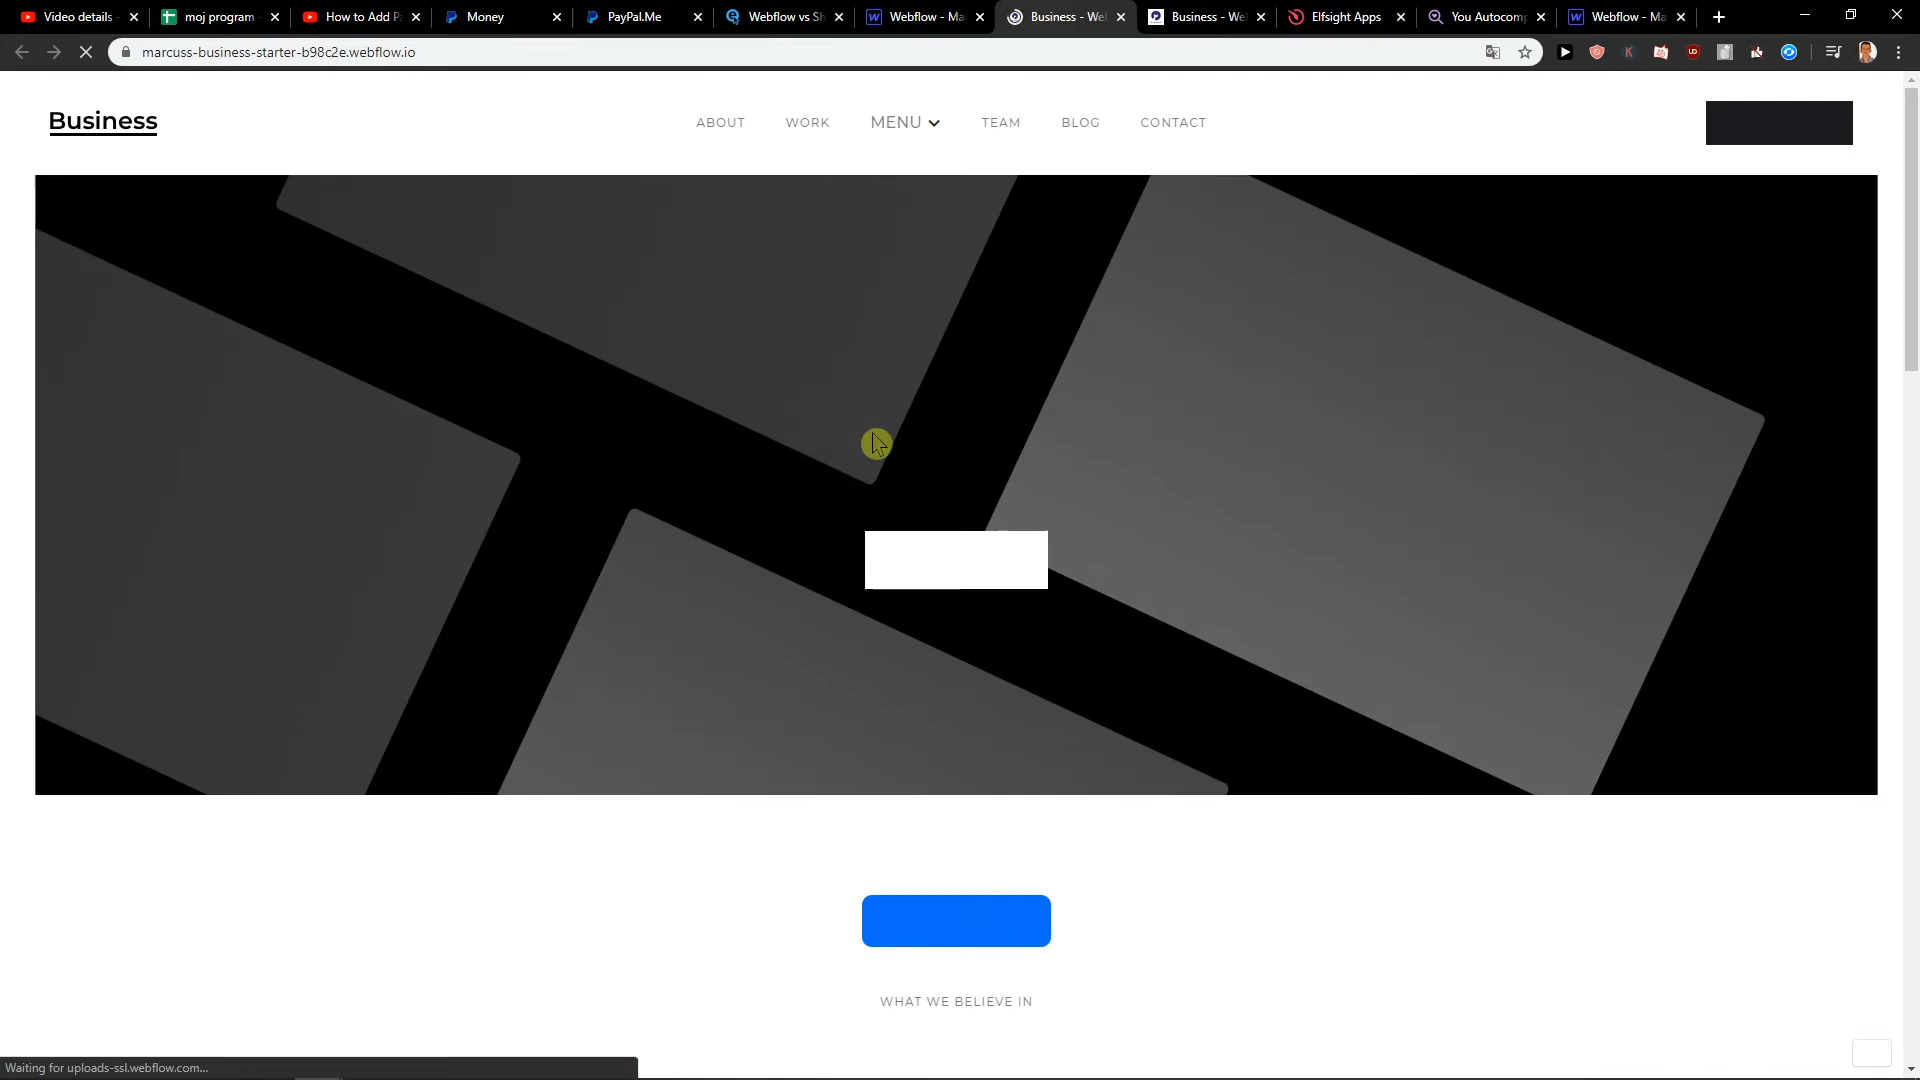 Video details -
moj program
How to Add P
Money
PayPal.Me
Webflow vs Sh
Webflow - Ma
Business - We
Business - We
Elfsight Apps
You Autocomp
Webflow - Ma
marcuss-business-starter-b98c2e.webflow.io
Business
ABOUT
WORK
MENU
TEAM
BLOG
CONTACT
WHAT WE BELIEVE IN
Waiting for uploads-ssl.webflow.com...